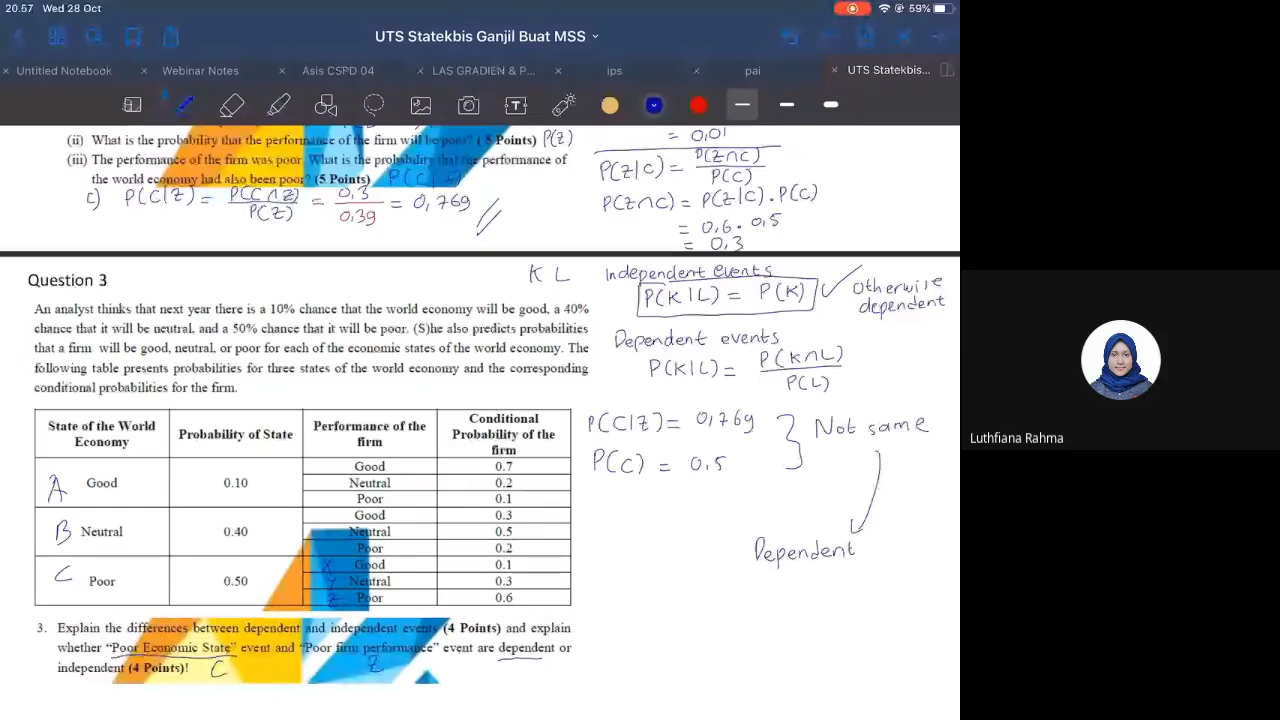 20.57 Wed 28 Oct
59%
UTS Statekbis Ganjil Buat MSS
Untitled Notebook
Webinar Notes
Asis CSPD 04
LAS GRADIEN & P...
ips
pai
UTS Statekbis...
(ii) What is the probability that the performance of the firm will be poor? ( 5 Points) P(Z)
(iii) The performance of the firm was poor. What is the probability that the performance of
the world economy had also been poor? (5 Points)
c) P(C|Z) = P(C∩Z) / P(Z) = 0,3 / 0,39 = 0,769
= 0,01
P(Z|C) = P(Z∩C) / P(C)
P(Z∩C) = P(Z|C) . P(C)
= 0,6 . 0,5
= 0,3
Question 3
K L
An analyst thinks that next year there is a 10% chance that the world economy will be good, a 40%
chance that it will be neutral, and a 50% chance that it will be poor. (S)he also predicts probabilities
that a firm will be good, neutral, or poor for each of the economic states of the world economy. The
following table presents probabilities for three states of the world economy and the corresponding
conditional probabilities for the firm.
State of the World Economy
Probability of State
Performance of the firm
Conditional Probability of the firm
A Good 0.10
Good 0.7
Neutral 0.2
Poor 0.1
B Neutral 0.40
Good 0.3
Neutral 0.5
Poor 0.2
C Poor 0.50
X Good 0.1
Y Neutral 0.3
Z Poor 0.6
3. Explain the differences between dependent and independent events (4 Points) and explain
whether "Poor Economic State" event and "Poor firm performance" event are dependent or
independent (4 Points)!
C
Z
Independent events
P(K|L) = P(K)
Otherwise
dependent
Dependent events
P(K|L) = P(K∩L) / P(L)
P(C|Z) = 0,769
P(C) = 0,5
Not same
Dependent
Luthfiana Rahma